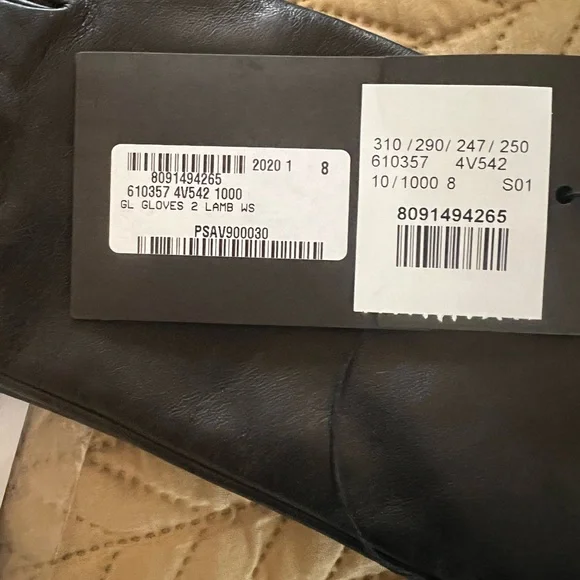 2020 1 8
8091494265
610357 4V542 1000
GL GLOVES 2 LAMB WS
PSAV900030
310 /290/ 247/ 250
610357 4V542
10/1000 8 S01
8091494265